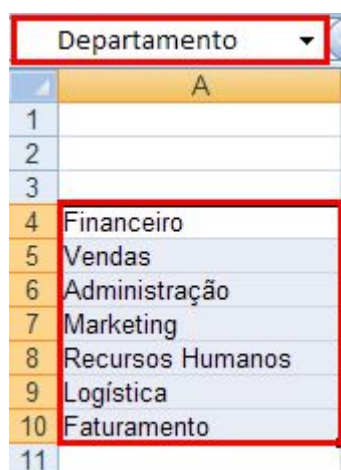 Departamento
A
1
2
3
4 Financeiro
5 Vendas
6 Administração
7 Marketing
8 Recursos Humanos
9 Logística
10 Faturamento
11